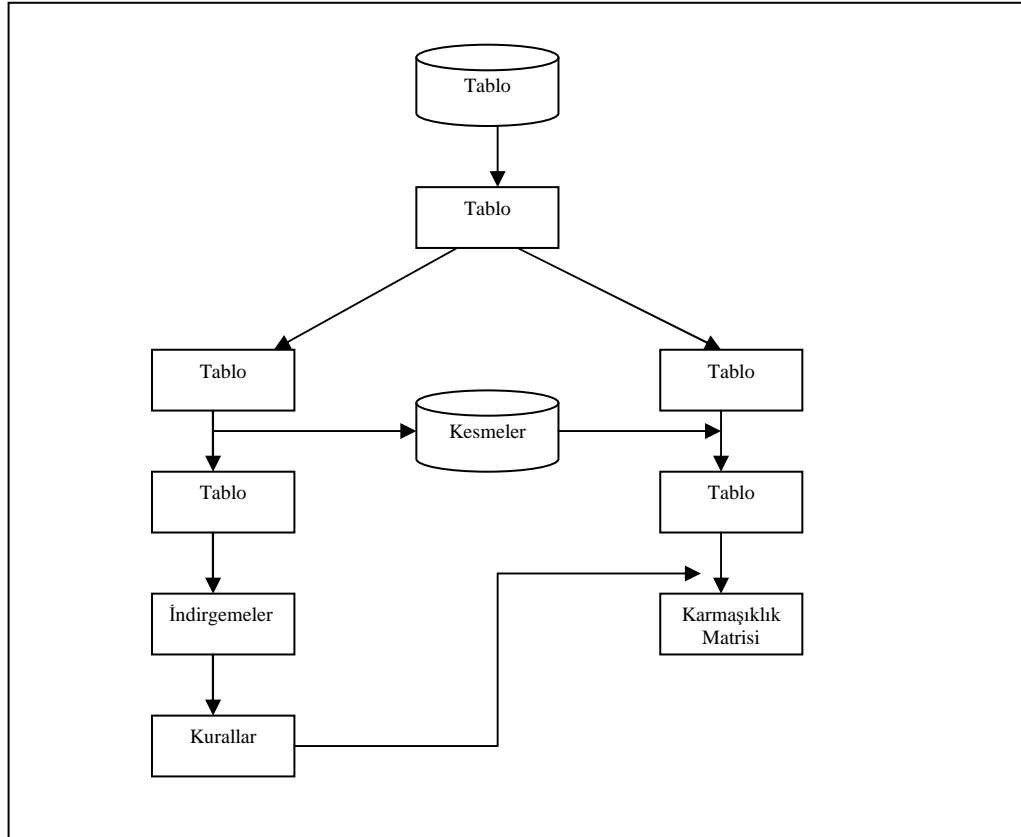 Tablo
Tablo
Tablo
Tablo
Kesmeler
Tablo
Tablo
İndirgemeler
Karmaşıklık
Matrisi
Kurallar